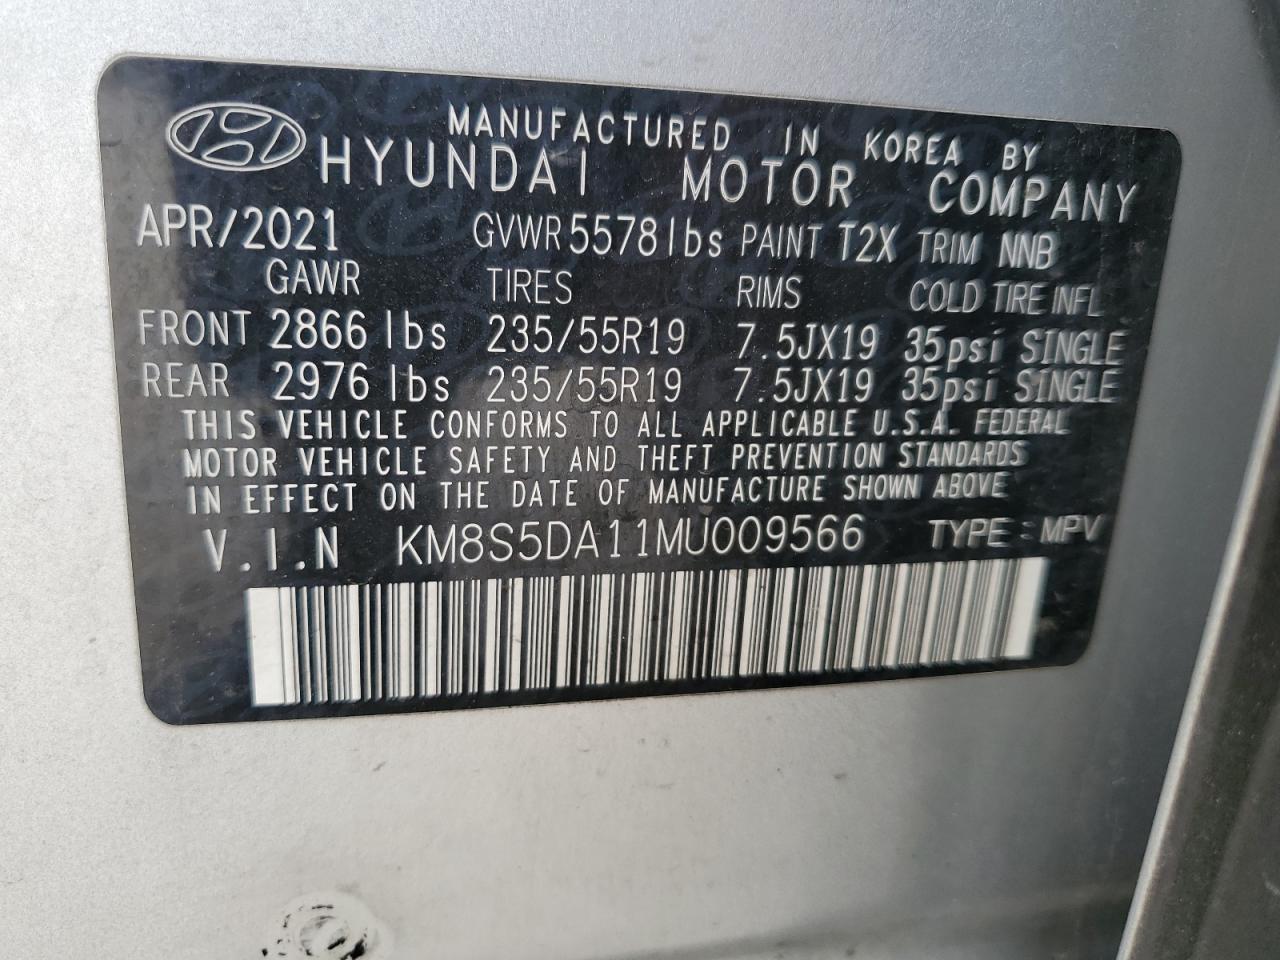 MANUFACTURED IN KOREA BY
HYUNDAI MOTOR COMPANY
APR/2021 GVWR 5578 lbs PAINT T2X TRIM NNB
GAWR TIRES RIMS COLD TIRE INFL
FRONT 2866 lbs 235/55R19 7.5JX19 35psi SINGLE
REAR 2976 lbs 235/55R19 7.5JX19 35psi SINGLE
THIS VEHICLE CONFORMS TO ALL APPLICABLE U.S.A. FEDERAL
MOTOR VEHICLE SAFETY AND THEFT PREVENTION STANDARDS
IN EFFECT ON THE DATE OF MANUFACTURE SHOWN ABOVE
V.I.N KM8S5DA11MU009566 TYPE : MPV